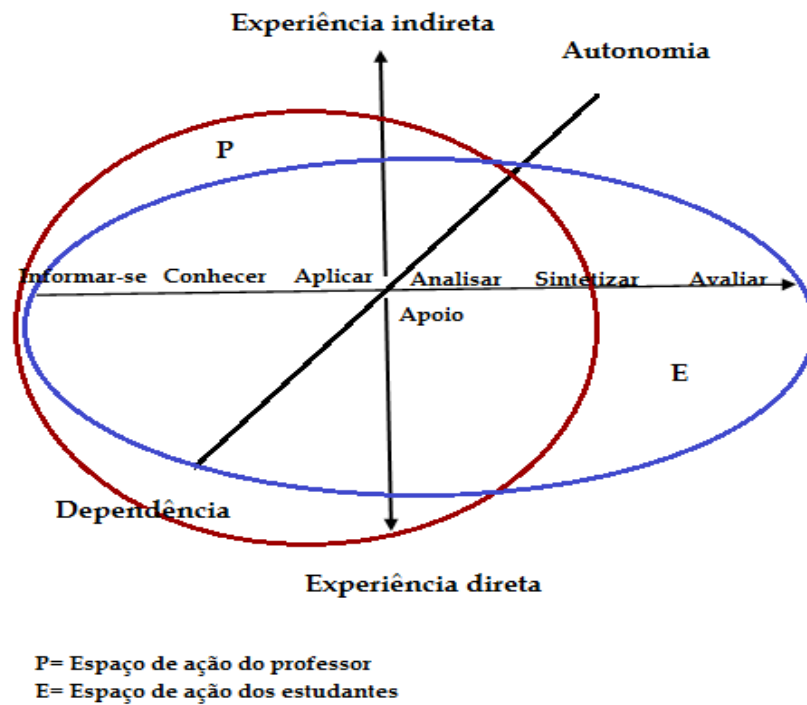 Experiência indireta
Autonomia
P
Informar-se Conhecer Aplicar Analisar Sintetizar Avaliar
Apoio
E
Dependência
Experiência direta
P= Espaço de ação do professor
E= Espaço de ação dos estudantes